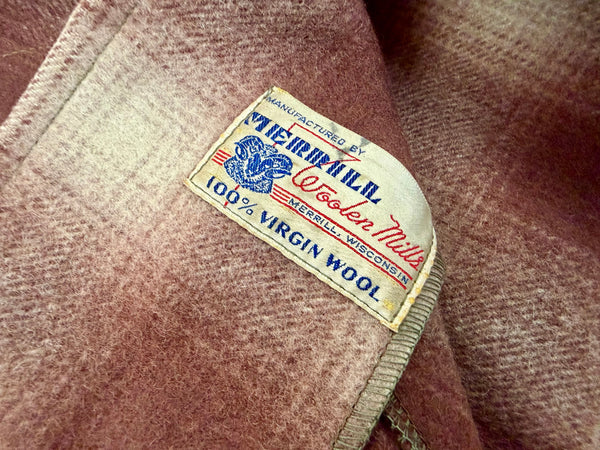 MANUFACTURED BY
MERRILL
Woolen Mills
MERRILL, WISCONSIN
100% VIRGIN WOOL